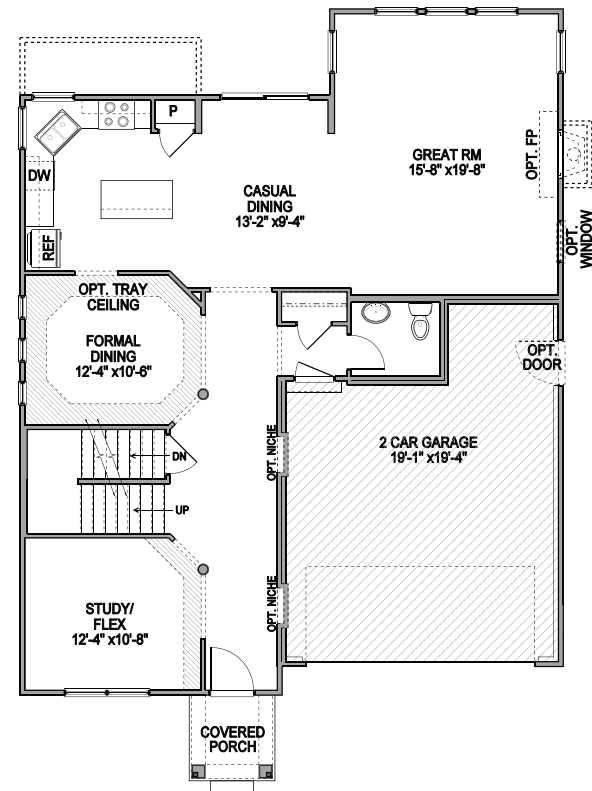 P
GREAT RM
15'-8" x19'-8"
OPT. FP
DW
CASUAL
DINING
13'-2" x9'-4"
REF
OPT.
WINDOW
OPT. TRAY
CEILING
FORMAL
DINING
12'-4" x10'-6"
OPT.
DOOR
2 CAR GARAGE
19'-1" x19'-4"
OPT. NICHE
DN
UP
OPT. NICHE
STUDY/
FLEX
12'-4" x10'-8"
COVERED
PORCH